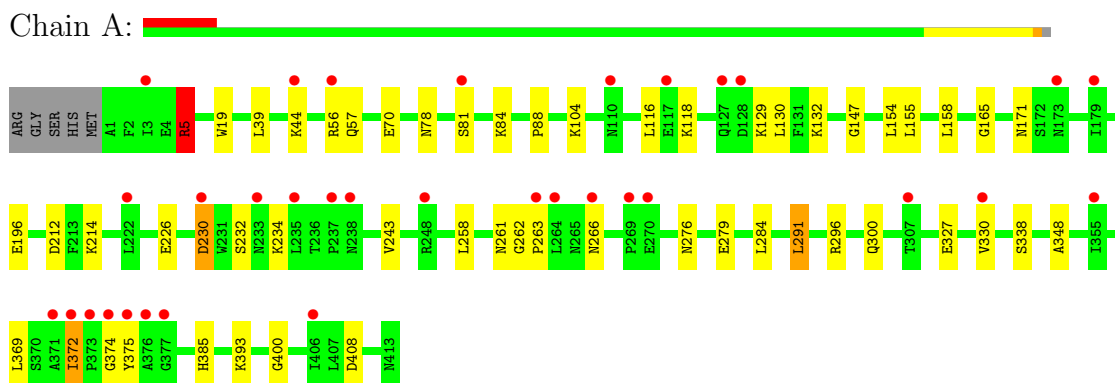 Chain A:
ARG GLY SER HIS MET A1 F2 I3 E4 R5 W19 L39 K44 R56 Q57 E70 N78 S81 K84 P88 K104 N110 L116 E117 K118 Q127 D128 K129 L130 F131 K132 G147 L154 L155 L158 G165 N171 S172 N173 I179
E196 D212 F213 K214 L222 E226 D230 W231 S232 N233 K234 L235 T236 P237 N238 V243 R248 L258 N261 G262 P263 L264 N265 N266 P269 E270 N276 E279 L284 L291 R296 Q300 T307 E327 V330 S338 A348 I355
L369 S370 A371 I372 P373 G374 Y375 A376 G377 H385 K393 G400 I406 L407 D408 N413